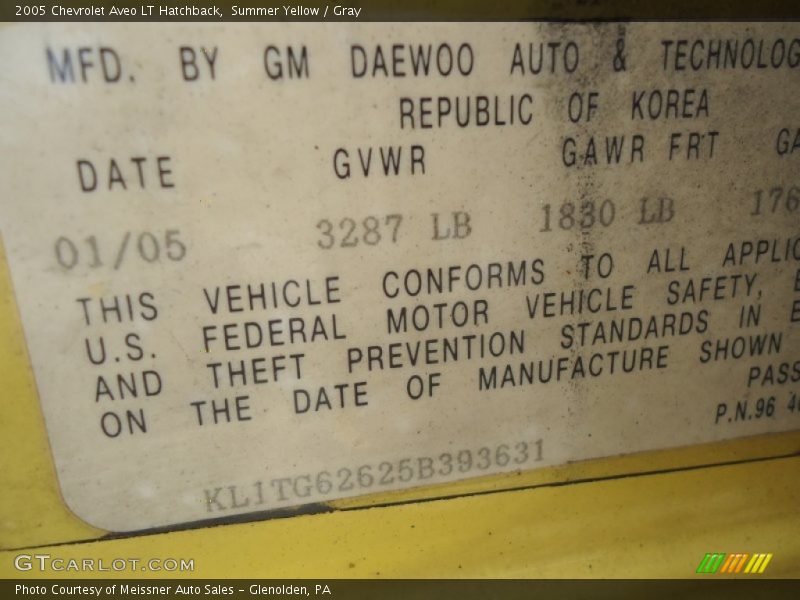 2005 Chevrolet Aveo LT Hatchback, Summer Yellow / Gray
MFD. BY GM DAEWOO AUTO & TECHNOLOG
REPUBLIC OF KOREA
DATE GVWR GAWR FRT GA
01/05 3287 LB 1830 LB 176
THIS VEHICLE CONFORMS TO ALL APPLIC
U.S. FEDERAL MOTOR VEHICLE SAFETY, B
AND THEFT PREVENTION STANDARDS IN E
ON THE DATE OF MANUFACTURE SHOWN
PASS
P.N.96 46
KL1TG62625B393631
GTCARLOT.COM
Photo Courtesy of Meissner Auto Sales - Glenolden, PA